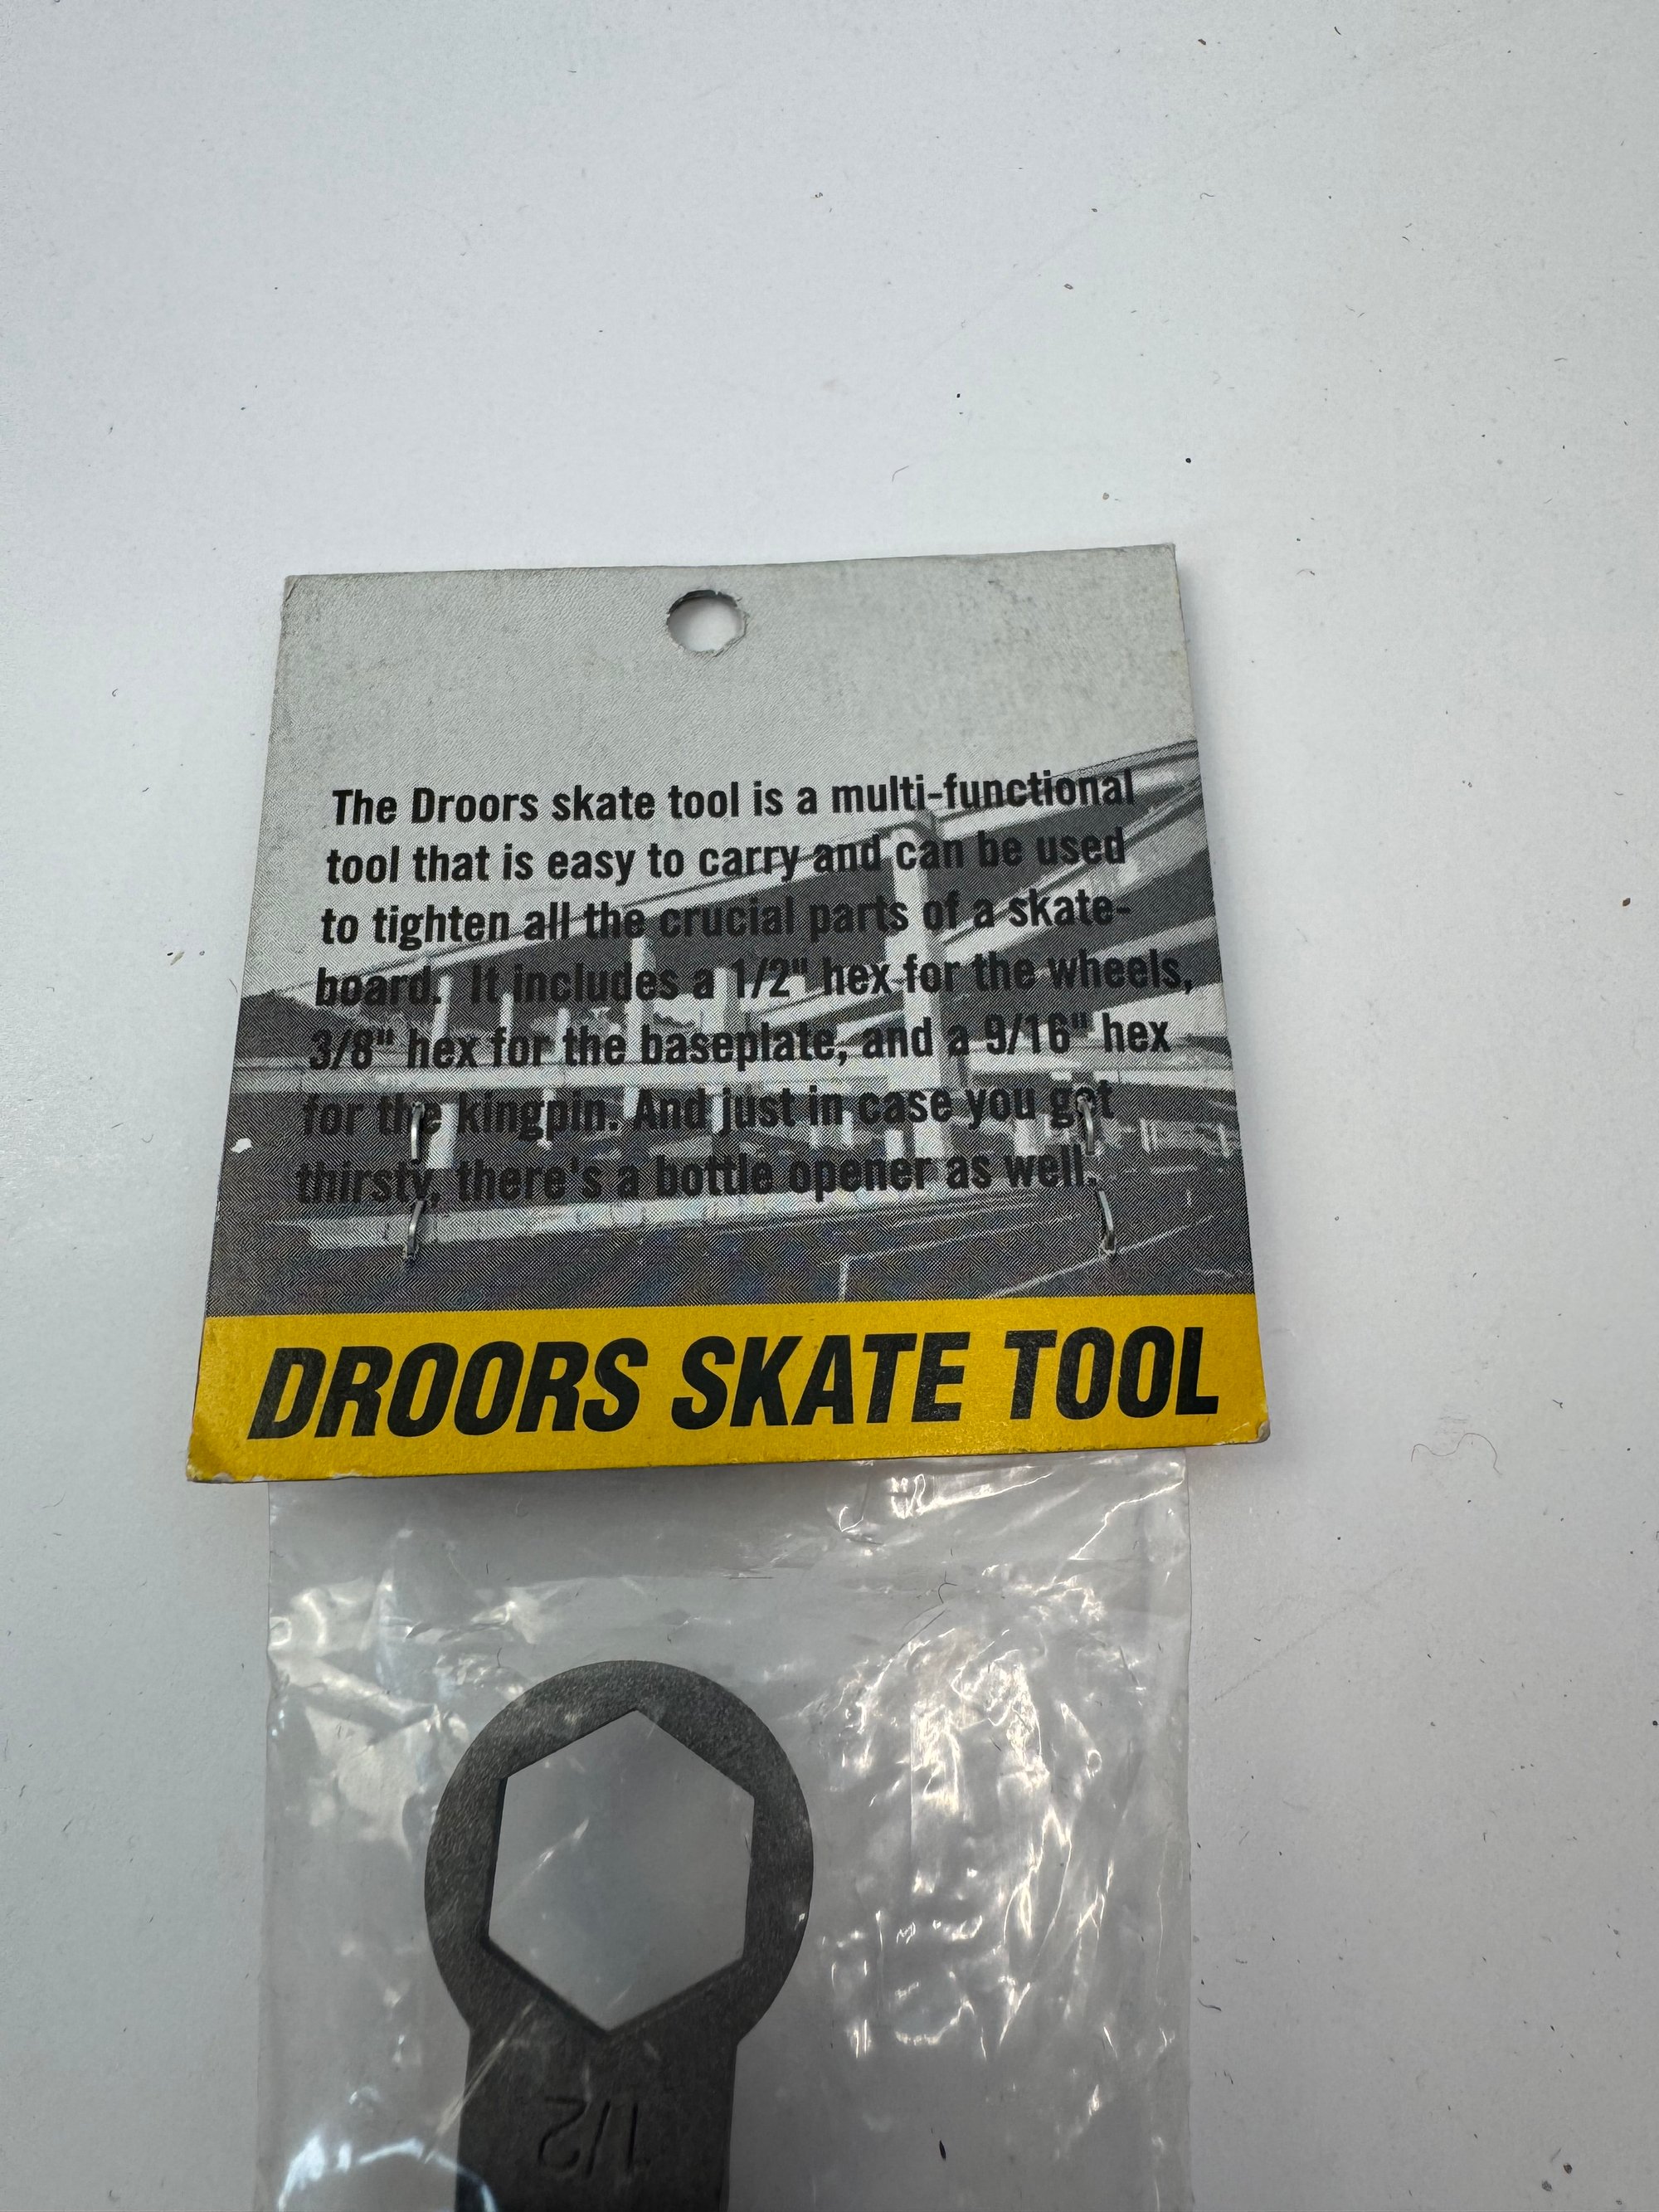 The Droors skate tool is a multi-functional
tool that is easy to carry and can be used
to tighten all the crucial parts of a skate-
board. It includes a 1/2" hex for the wheels,
3/8" hex for the baseplate, and a 9/16" hex
for the kingpin. And just in case you get
thirsty, there's a bottle opener as well.
DROORS SKATE TOOL
1/2